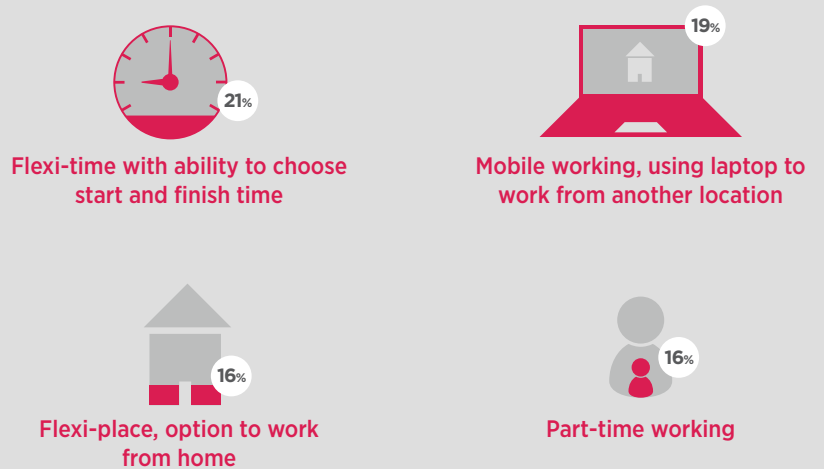 21%
Flexi-time with ability to choose
start and finish time
19%
Mobile working, using laptop to
work from another location
16%
Flexi-place, option to work
from home
16%
Part-time working